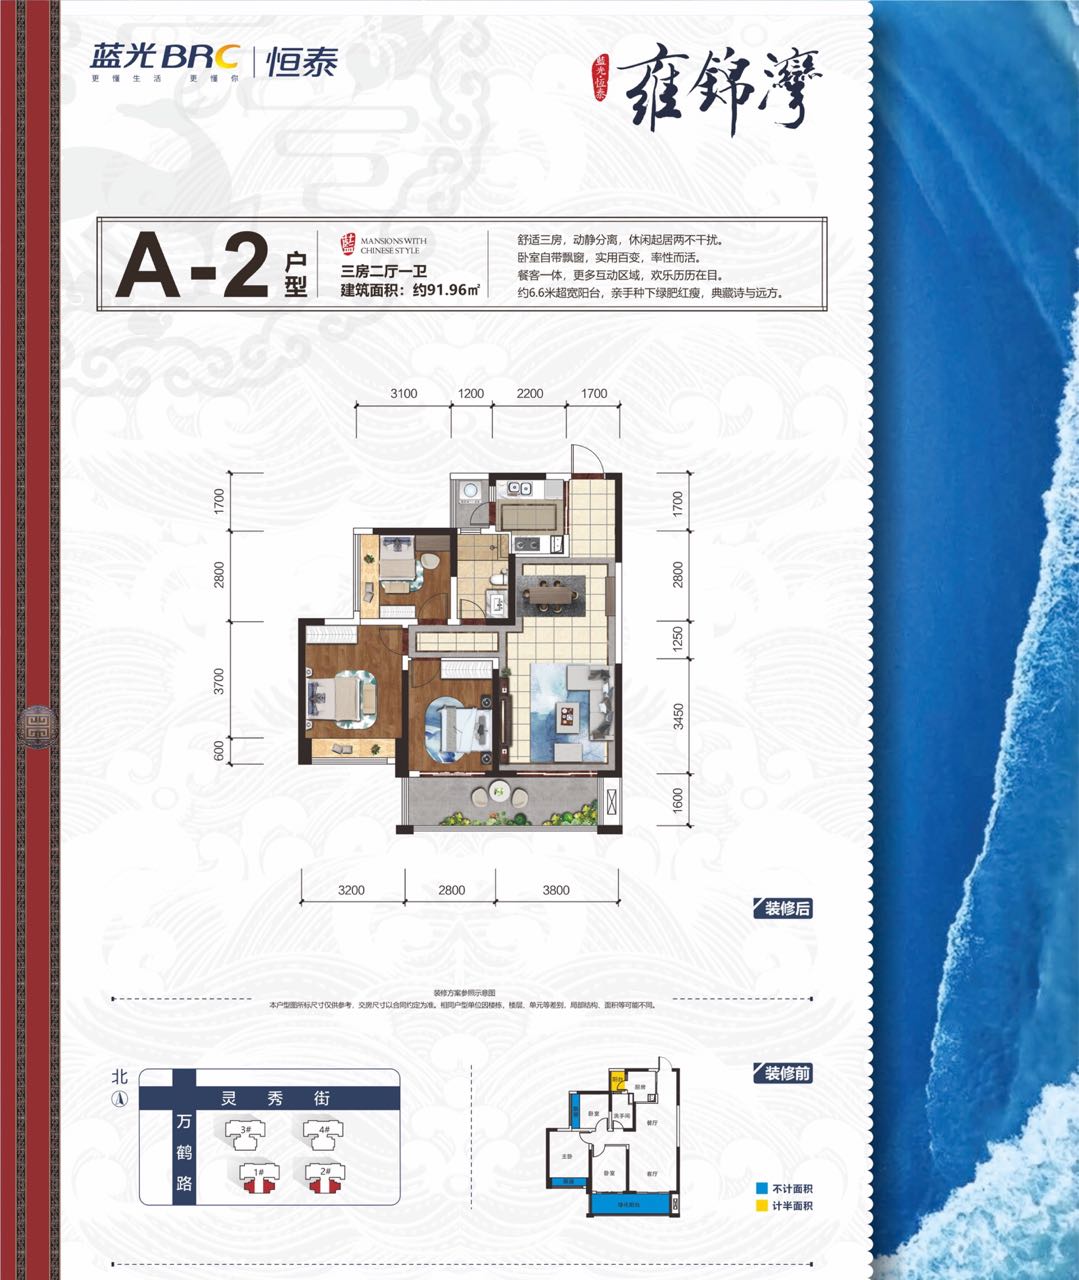 蓝光BRC 恒泰
更懂生活 更懂你
蓝光恒泰
雍锦湾
A-2户型
MANSIONS WITH
CHINESE STYLE
三房二厅一卫
建筑面积：约91.96㎡
舒适三房，动静分离，休闲起居两不干扰。
卧室自带飘窗，实用百变，率性而活。
餐客一体，更多互动区域，欢乐历历在目。
约6.6米超宽阳台，亲手种下绿肥红瘦，典藏诗与远方。
3100 1200 2200 1700
1700
2800
3700
600
1700
2800
1250
3450
1600
3200 2800 3800
装修后
装修方案参照示意图
本户型图所标尺寸仅供参考，交房尺寸以合同约定为准。相同户型单位因楼栋、楼层、单元等差别，局部结构、面积等可能不同。
北
灵秀街
万鹤路
3# 4#
1# 2#
装修前
阳台
厨房
卧室
洗手间
餐厅
主卧
卧室
客厅
不计面积
计半面积